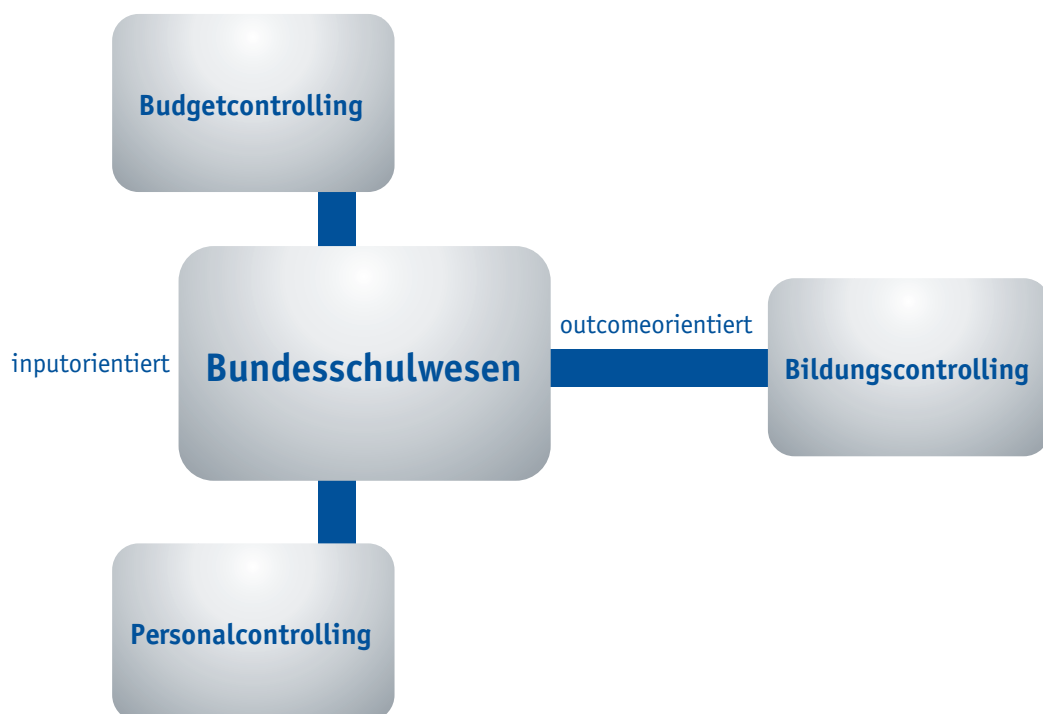 Budgetcontrolling
outcomeorientiert
inputorientiert
Bundesschulwesen
Bildungscontrolling
Personalcontrolling